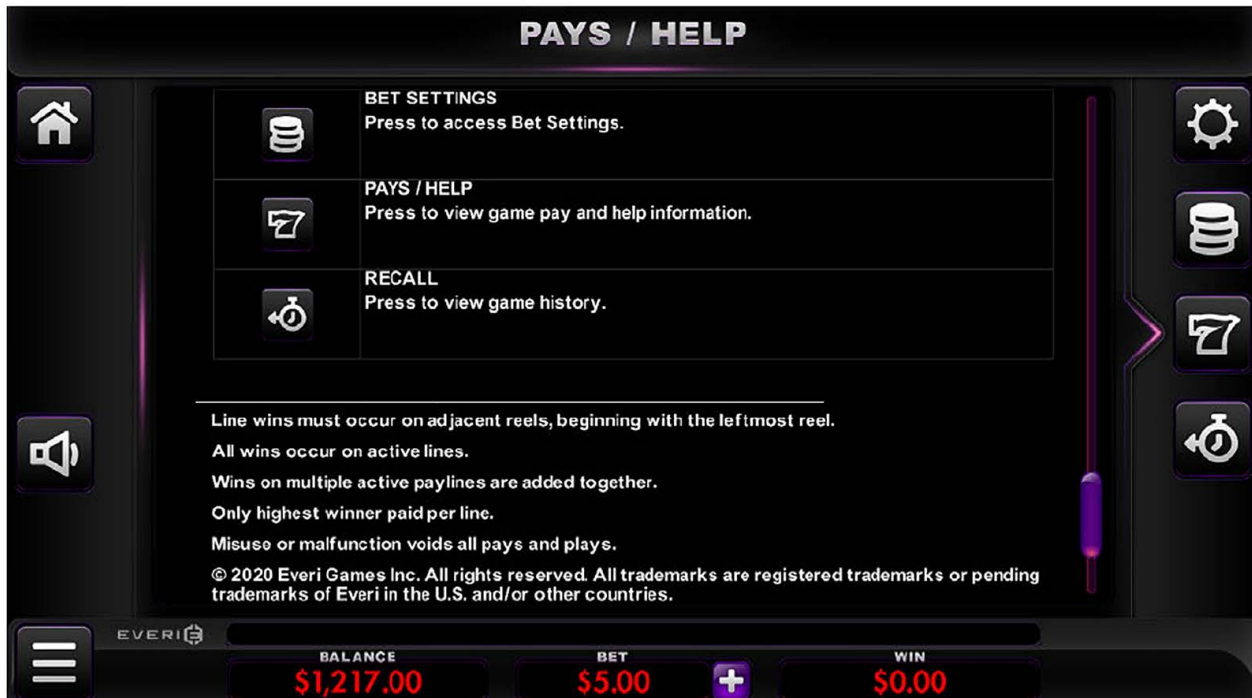 PAYS / HELP
BET SETTINGS
Press to access Bet Settings.
PAYS / HELP
Press to view game pay and help information.
RECALL
Press to view game history.
Line wins must occur on adjacent reels, beginning with the leftmost reel.
All wins occur on active lines.
Wins on multiple active paylines are added together.
Only highest winner paid per line.
Misuse or malfunction voids all pays and plays.
© 2020 Everi Games Inc. All rights reserved. All trademarks are registered trademarks or pending
trademarks of Everi in the U.S. and/or other countries.
EVERI
BALANCE BET WIN
$1,217.00 $5.00 + $0.00